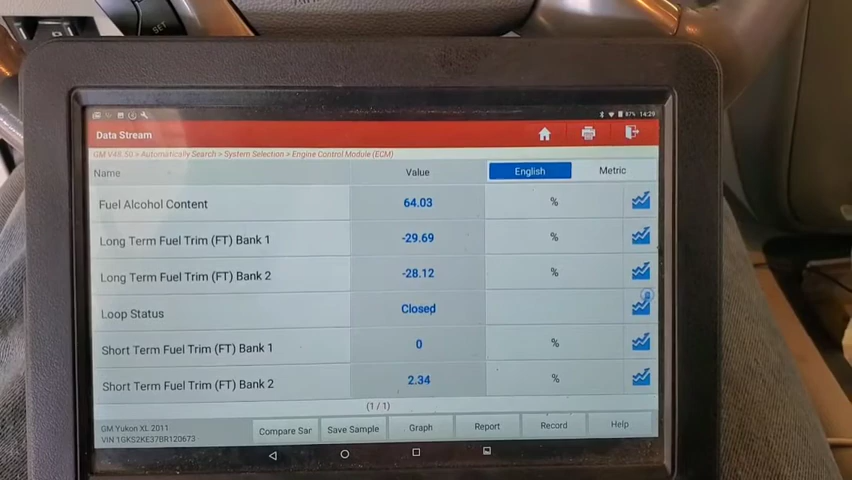 SET
97% 14:29
Data Stream
GM V48.50 > Automatically Search > System Selection > Engine Control Module (ECM)
Name Value English Metric
Fuel Alcohol Content 64.03 %
Long Term Fuel Trim (FT) Bank 1 -29.69 %
Long Term Fuel Trim (FT) Bank 2 -28.12 %
Loop Status Closed
Short Term Fuel Trim (FT) Bank 1 0 %
Short Term Fuel Trim (FT) Bank 2 2.34 %
(1 / 1)
GM Yukon XL 2011
VIN 1GKS2KE37BR120673
Compare Sar Save Sample Graph Report Record Help